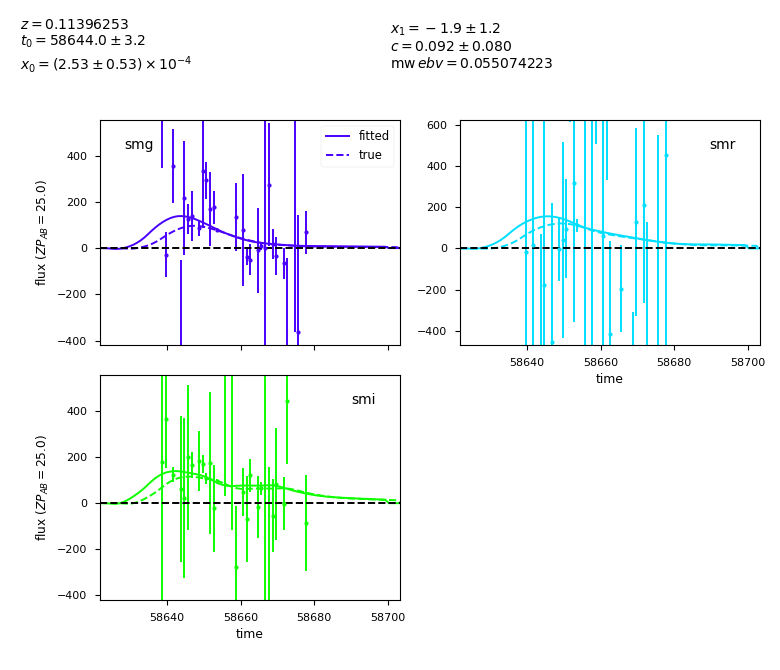 z = 0.11396253
t₀ = 58644.0 ± 3.2
x₀ = (2.53 ± 0.53) × 10⁻⁴
x₁ = −1.9 ± 1.2
c = 0.092 ± 0.080
mw ebv = 0.055074223
smg
fitted
true
400
200
0
−200
−400
flux (ZP_AB = 25.0)
smr
600
400
200
0
−200
−400
58640 58660 58680 58700
time
smi
400
200
0
−200
−400
flux (ZP_AB = 25.0)
58640 58660 58680 58700
time